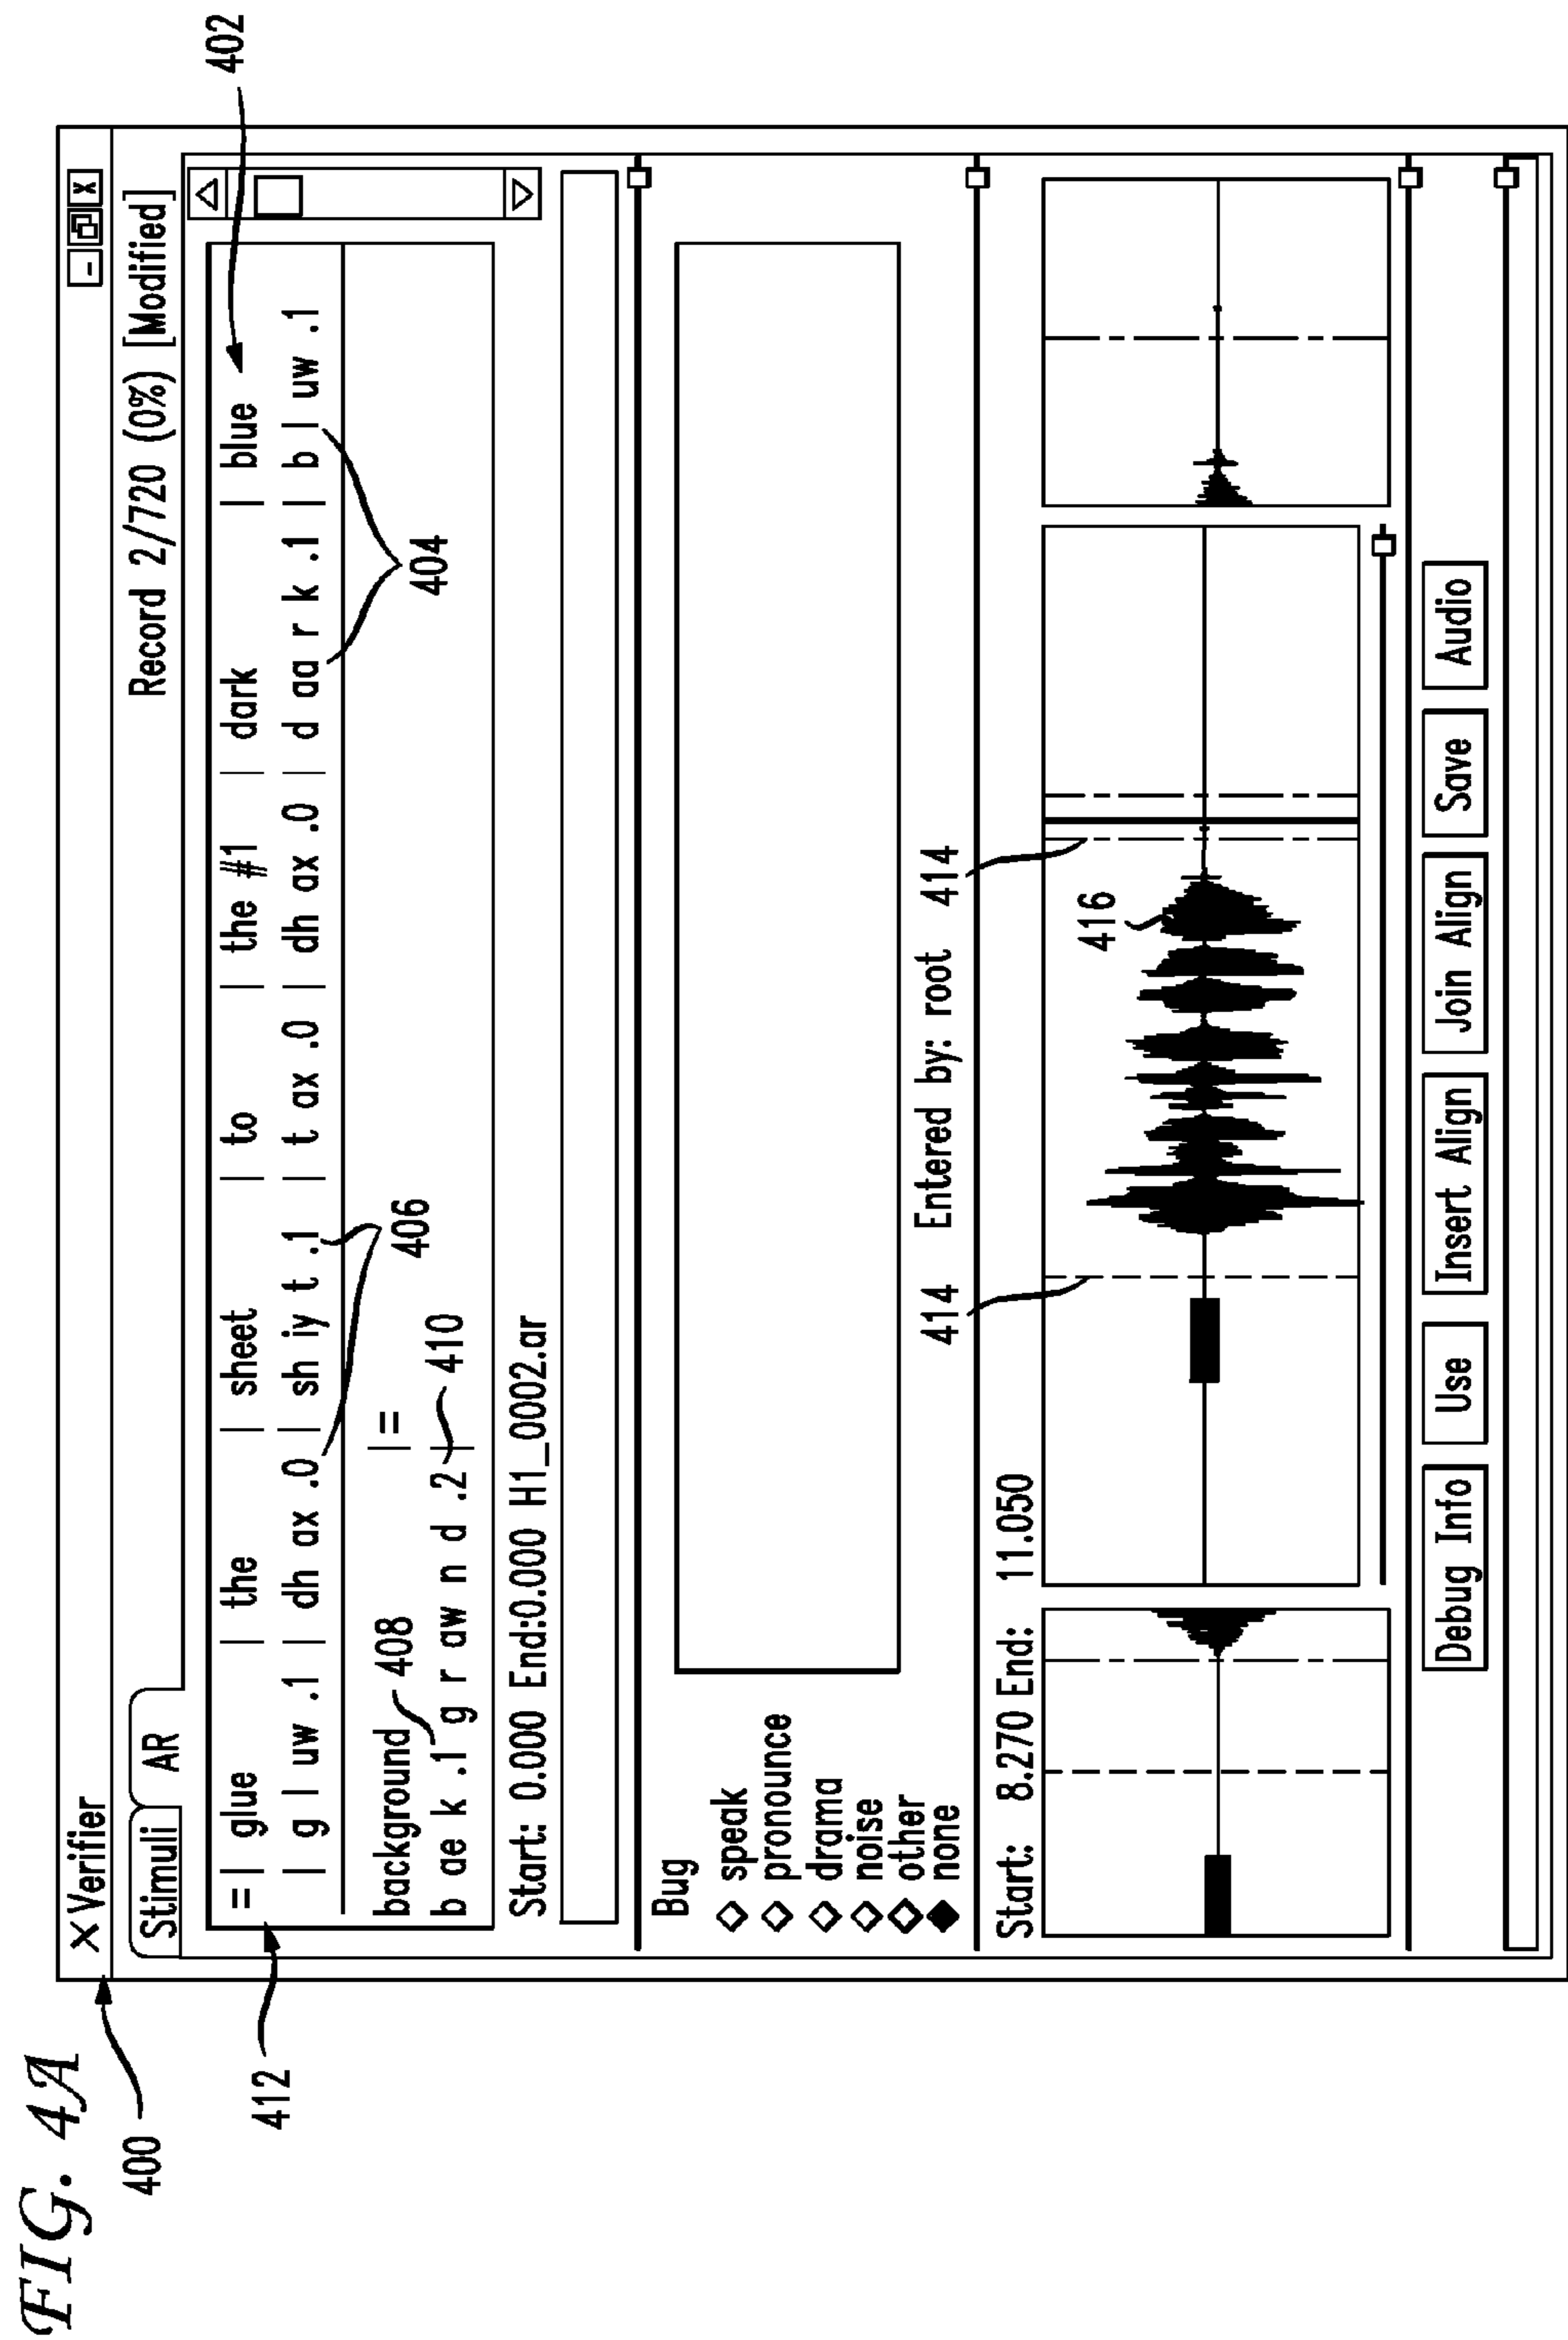 FIG. 4A
400
X Verifier - x
Stimuli AR Record 2/720 (0%) [Modified]
402
412
= | glue | the | sheet | to | the #1 | dark | blue
| g l uw .1 | dh ax .0 | sh iy t .1 | t ax .0 | dh ax .0 | d aa r k .1 | b l uw .1
408 406 404
background | =
b ae k .1 g r aw n d .2 |
410
Start: 0.000 End:0.000 H1_0002.ar
Bug
speak
pronounce
drama
noise
other
none
414 Entered by: root 414
Start: 8.270 End: 11.050
416
Debug Info Use Insert Align Join Align Save Audio